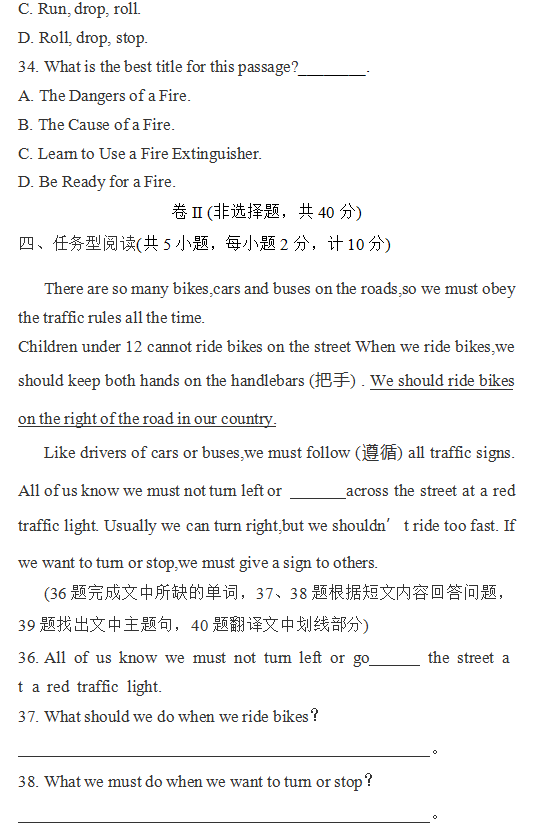 C. Run, drop, roll.
D. Roll, drop, stop.
34. What is the best title for this passage?________.
A. The Dangers of a Fire.
B. The Cause of a Fire.
C. Learn to Use a Fire Extinguisher.
D. Be Ready for a Fire.
卷 II (非选择题，共 40 分)
四、任务型阅读(共 5 小题，每小题 2 分，计 10 分)
There are so many bikes,cars and buses on the roads,so we must obey
the traffic rules all the time.
Children under 12 cannot ride bikes on the street When we ride bikes,we
should keep both hands on the handlebars (把手) . We should ride bikes
on the right of the road in our country.
Like drivers of cars or buses,we must follow (遵循) all traffic signs.
All of us know we must not turn left or _______across the street at a red
traffic light. Usually we can turn right,but we shouldn′ t ride too fast. If
we want to turn or stop,we must give a sign to others.
(36 题完成文中所缺的单词，37、38 题根据短文内容回答问题，
39 题找出文中主题句，40 题翻译文中划线部分)
36. All of us know we must not turn left or go______ the street a
t a red traffic light.
37. What should we do when we ride bikes？
_________________________________________________。
38. What we must do when we want to turn or stop？
_________________________________________________。